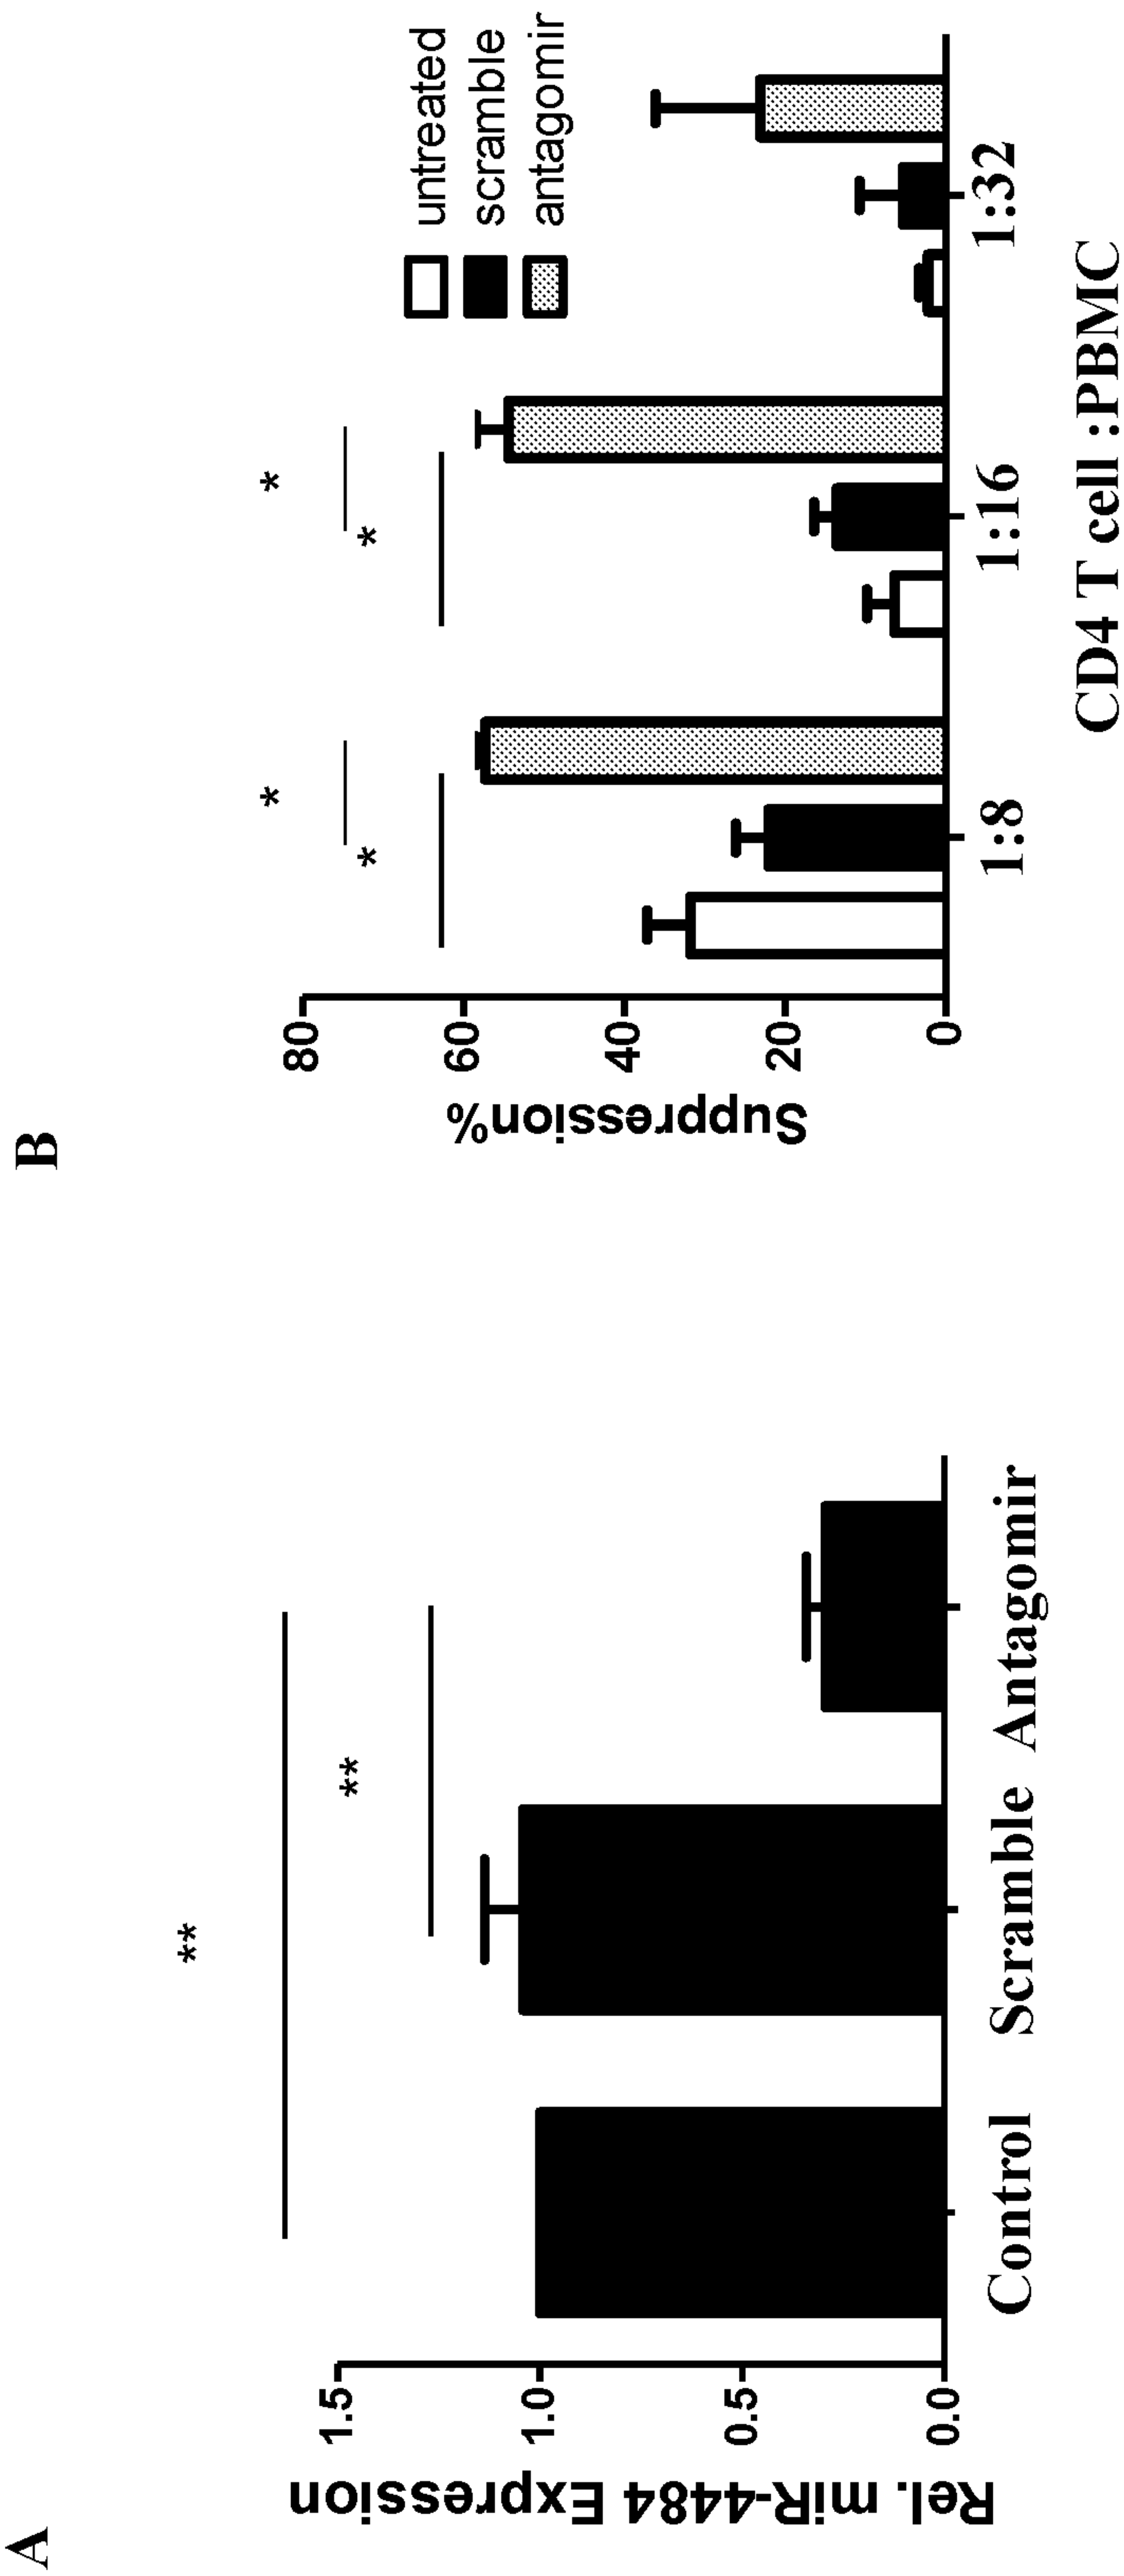 A
Rel. miR-4484 Expression
1.5
1.0
0.5
0.0
**
**
Control Scramble Antagomir
B
Suppression%
80
60
40
20
0
*
*
*
*
untreated
scramble
antagomir
1:8 1:16 1:32
CD4 T cell :PBMC